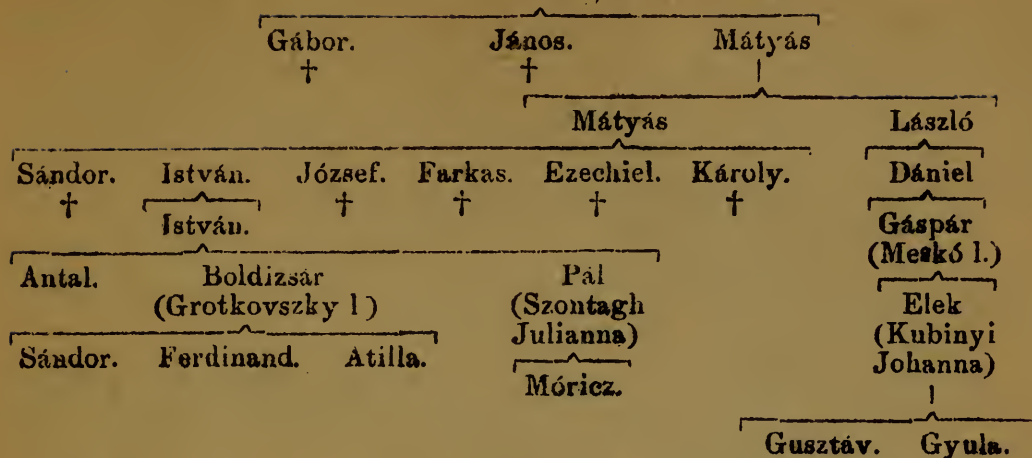 Gábor. János. Mátyás
† †
Mátyás László
Sándor. István. József. Farkas. Ezechiel. Károly. Dániel
† † † † †
István. Gáspár
(Meskó l.)
Antal. Boldizsár Pál Elek
(Grotkovszky l) (Szontagh (Kubinyi
Julianna) Johanna)
Sándor. Ferdinand. Atilla.
Móricz.
Gusztáv. Gyula.